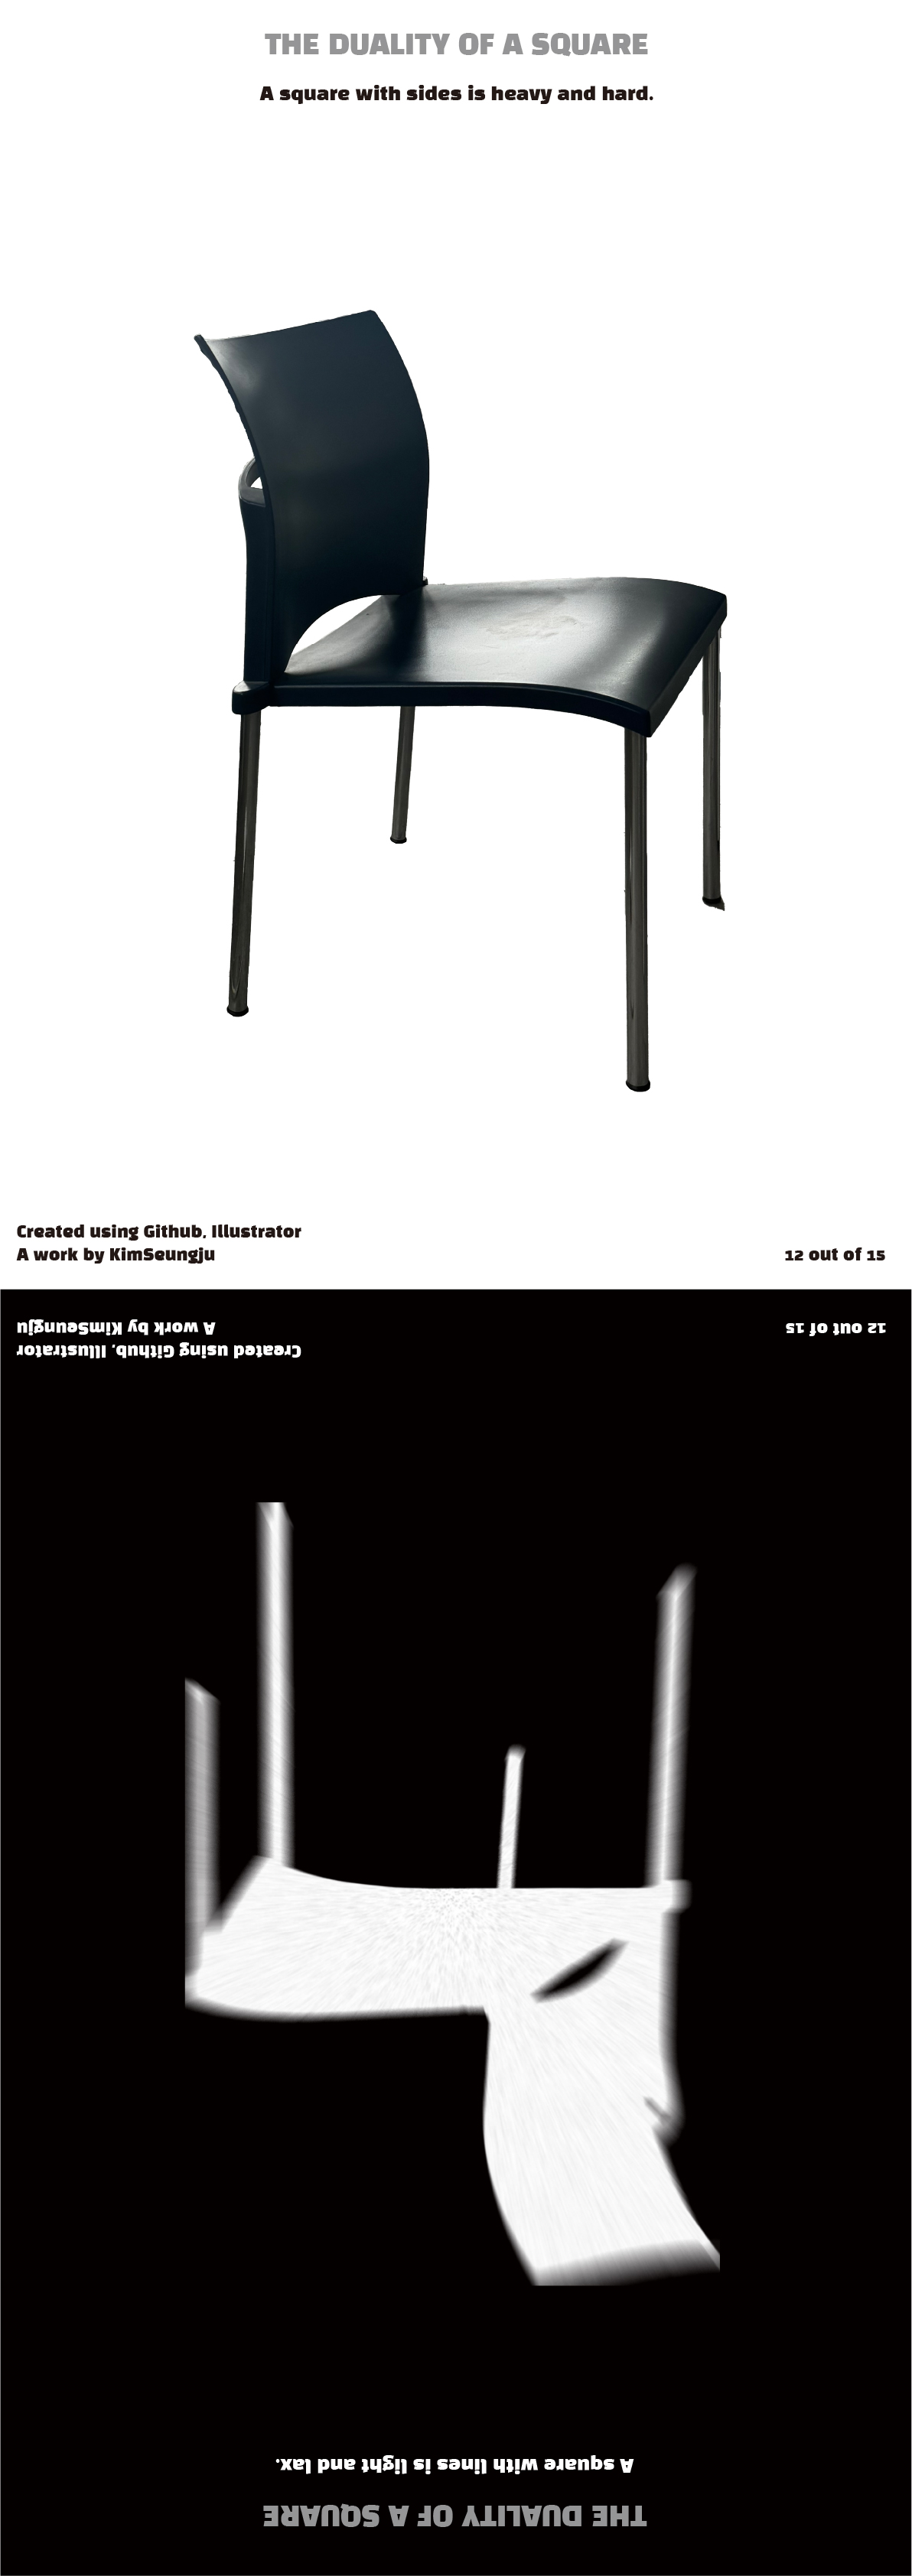 THE DUALITY OF A SQUARE
A square with sides is heavy and hard.
Created using Github, Illustrator
A work by KimSeungju
12 out of 15
A work by KimSeungju
Created using Github, Illustrator
12 out of 15
A square with lines is light and lax.
THE DUALITY OF A SQUARE